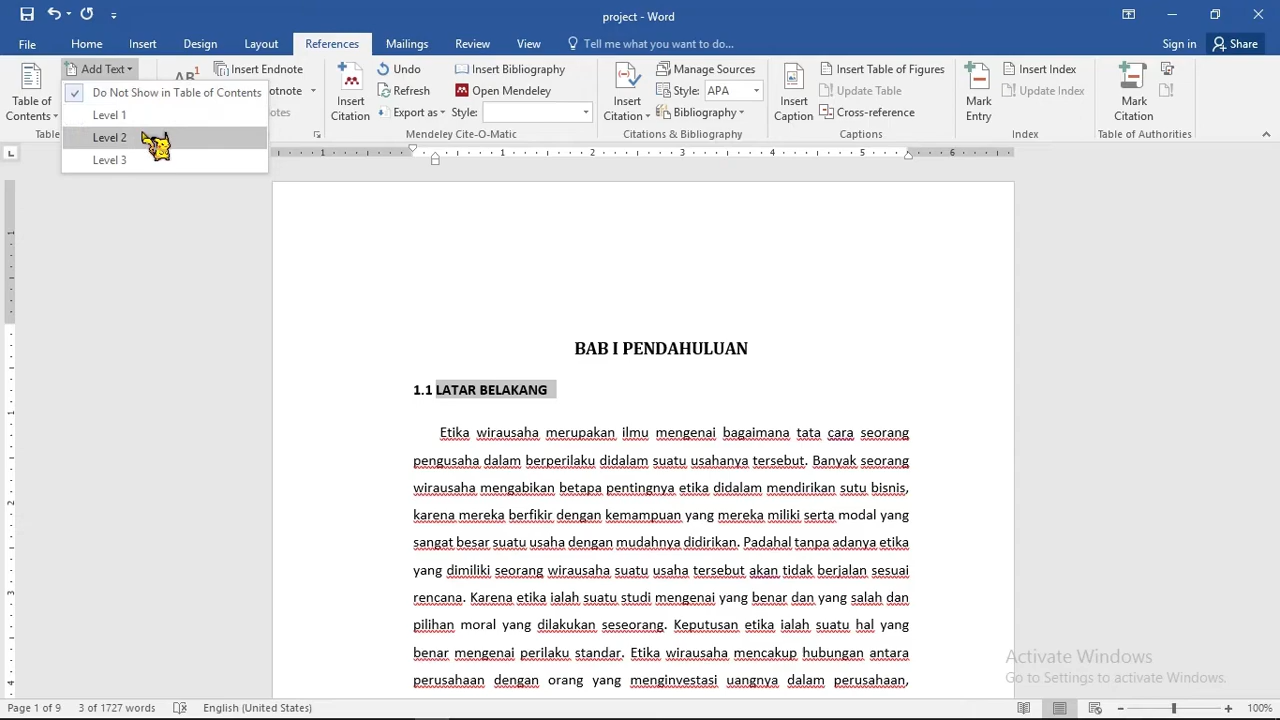 project - Word
File Home Insert Design Layout References Mailings Review View Tell me what you want to do... Sign in Share
Table of Contents
Add Text
Do Not Show in Table of Contents
Level 1
Level 2
Level 3
AB1
Insert Endnote
Insert Citation
Undo
Refresh
Export
Insert Bibliography
Open Mendeley
Style:
Mendeley Cite-O-Matic
Insert Citation
Manage Sources
Style: APA
Bibliography
Citations & Bibliography
Insert Caption
Insert Table of Figures
Update Table
Cross-reference
Captions
Mark Entry
Insert Index
Update Index
Index
Mark Citation
Table of Authorities
1 1 2 3 4 5 6
BAB I PENDAHULUAN
1.1 LATAR BELAKANG
Etika wirausaha merupakan ilmu mengenai bagaimana tata cara seorang
pengusaha dalam berperilaku didalam suatu usahanya tersebut. Banyak seorang
wirausaha mengabikan betapa pentingnya etika didalam mendirikan sutu bisnis,
karena mereka berfikir dengan kemampuan yang mereka miliki serta modal yang
sangat besar suatu usaha dengan mudahnya didirikan. Padahal tanpa adanya etika
yang dimiliki seorang wirausaha suatu usaha tersebut akan tidak berjalan sesuai
rencana. Karena etika ialah suatu studi mengenai yang benar dan yang salah dan
pilihan moral yang dilakukan seseorang. Keputusan etika ialah suatu hal yang
benar mengenai perilaku standar. Etika wirausaha mencakup hubungan antara
perusahaan dengan orang yang menginvestasi uangnya dalam perusahaan,
Activate Windows
Go to Settings to activate Windows.
Page 1 of 9 3 of 1727 words English (United States) 100%